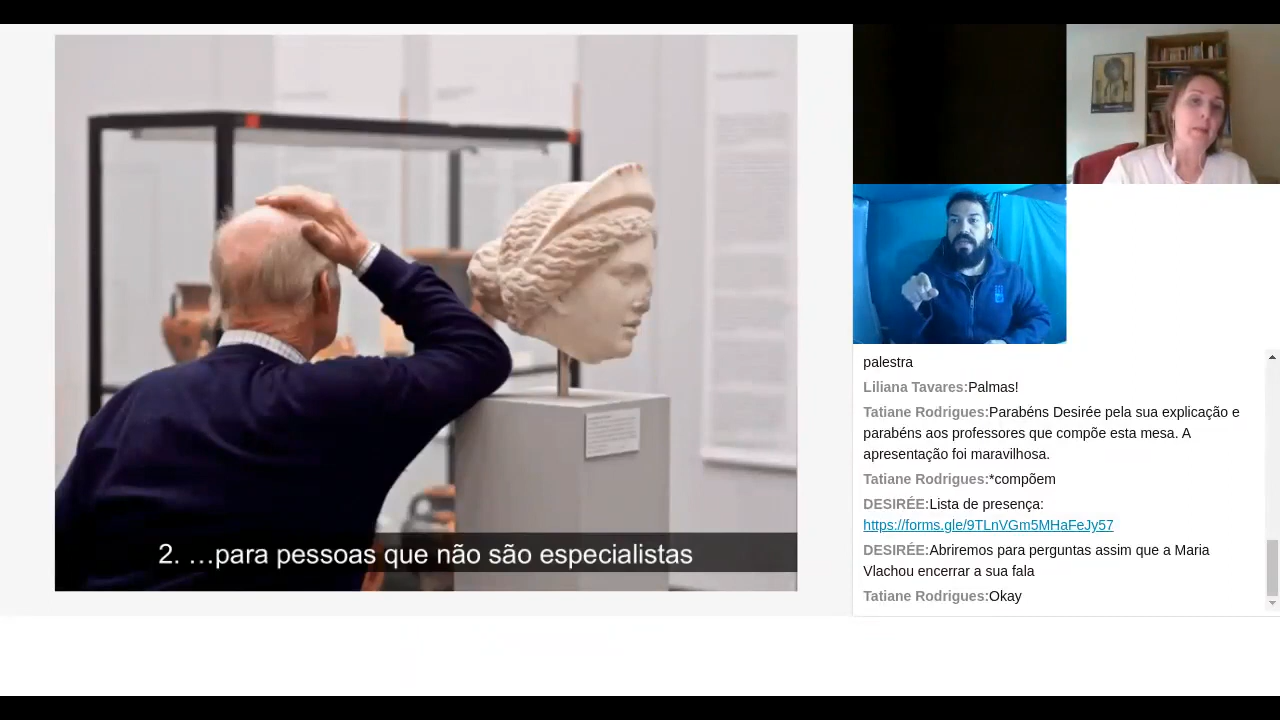 2. ...para pessoas que não são especialistas
palestra
Liliana Tavares:Palmas!
Tatiane Rodrigues:Parabéns Desirée pela sua explicação e
parabéns aos professores que compõe esta mesa. A
apresentação foi maravilhosa.
Tatiane Rodrigues:*compõem
DESIRÉE:Lista de presença:
https://forms.gle/9TLnVGm5MHaFeJy57
DESIRÉE:Abriremos para perguntas assim que a Maria
Vlachou encerrar a sua fala
Tatiane Rodrigues:Okay